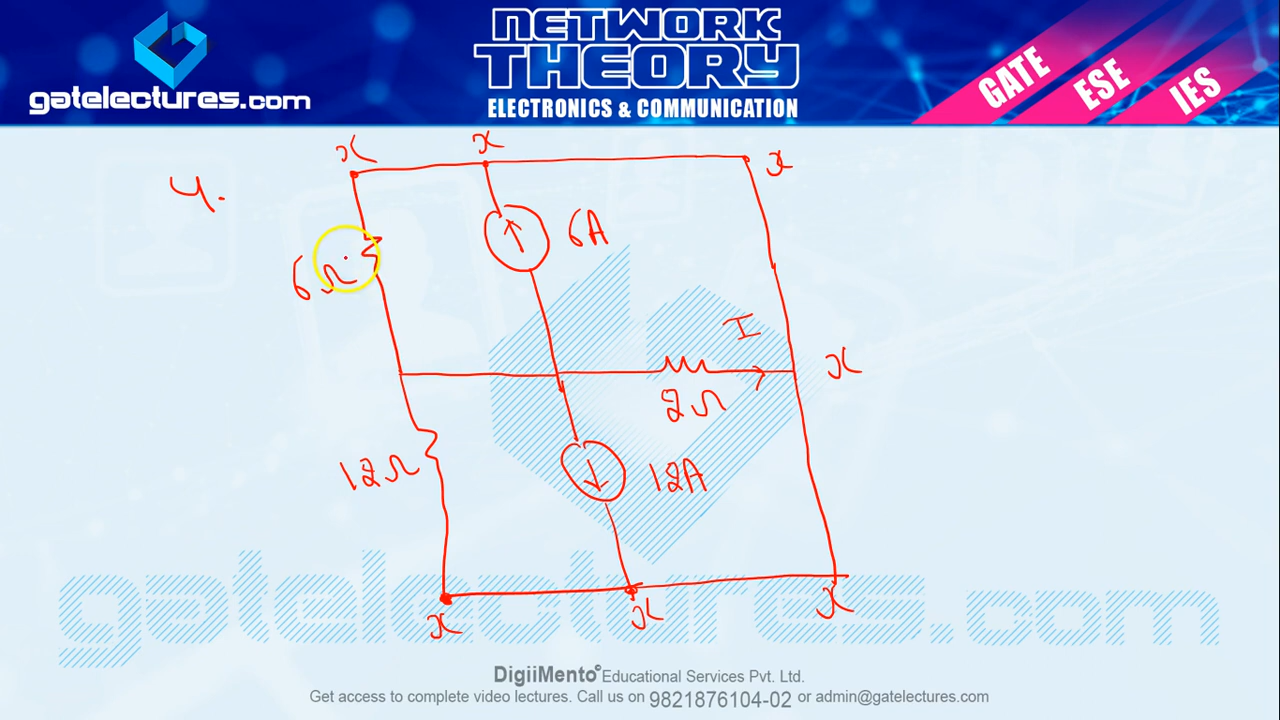 gatelectures.com
NETWORK
THEORY
ELECTRONICS & COMMUNICATION
GATE
ESE
IES
4.
x
x
x
6Ω
6A
I
x
2Ω
12Ω
12A
x
x
x
gatelectures.com
DigiiMento© Educational Services Pvt. Ltd.
Get access to complete video lectures. Call us on 9821876104-02 or admin@gatelectures.com